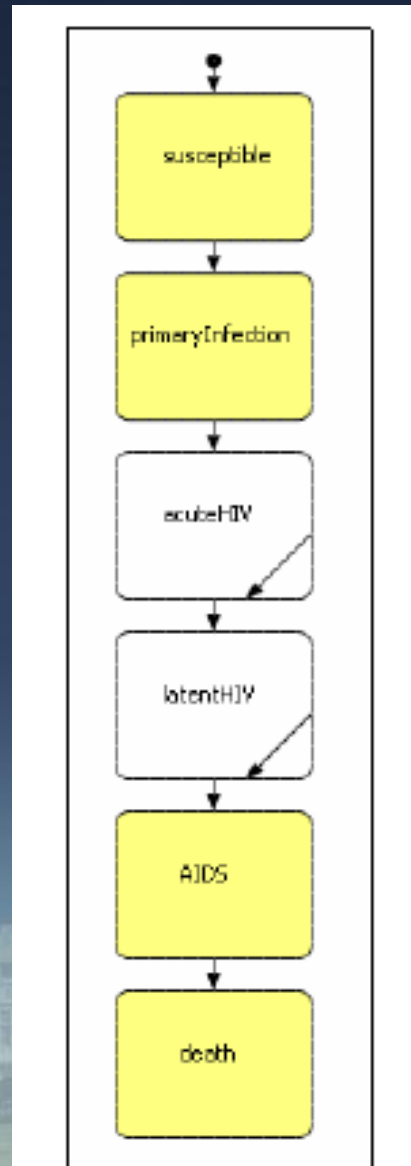 susceptible
primaryInfection
acuteHIV
latentHIV
AIDS
death